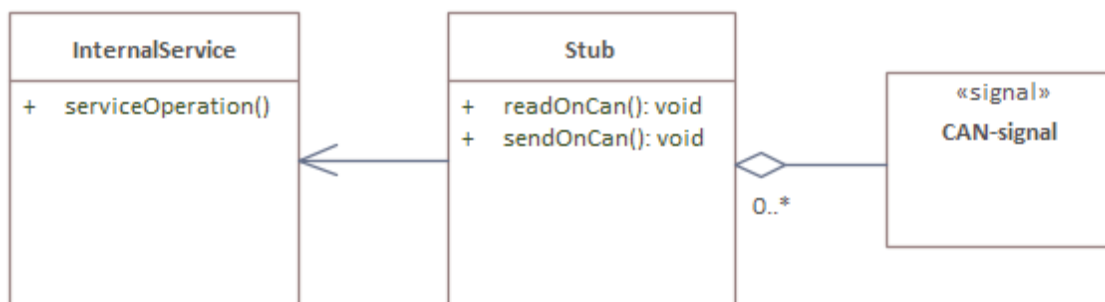 InternalService
+ serviceOperation()
Stub
+ readOnCan(): void
+ sendOnCan(): void
«signal»
CAN-signal
0..*